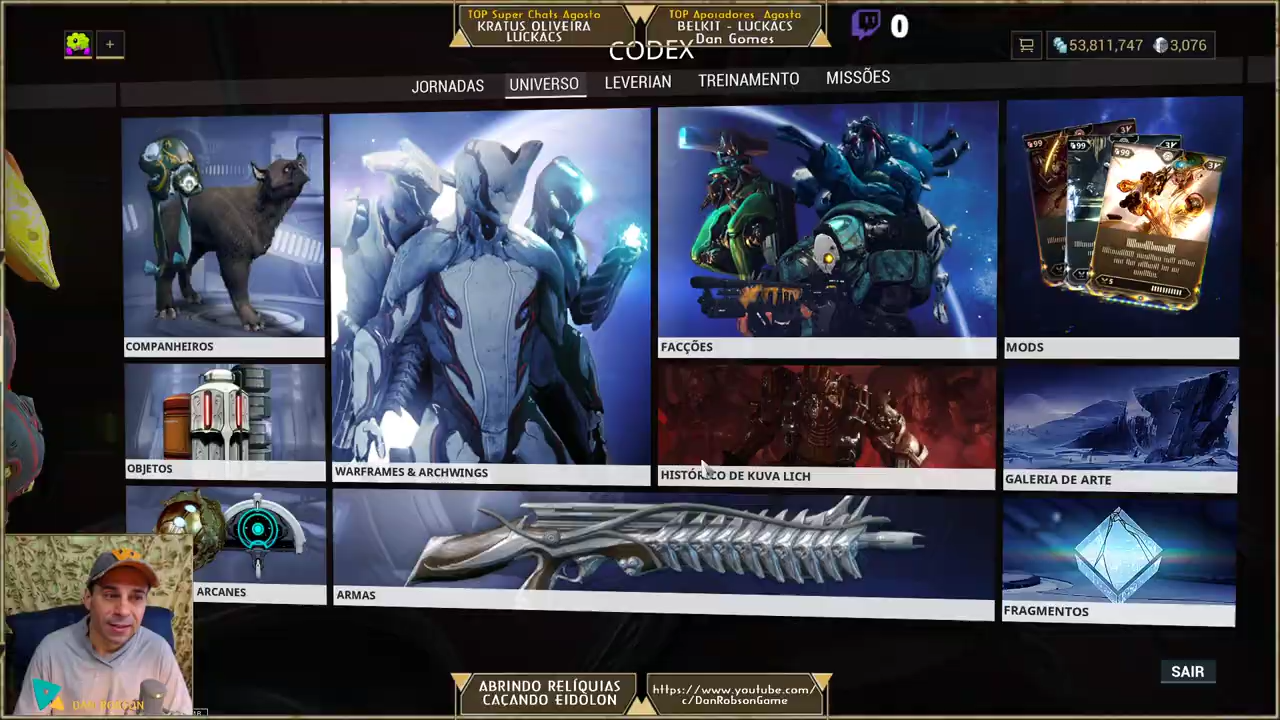 TOP Super Chats Agosto
KRATUS OLIVEIRA
LUCKACS
TOP Apoiadores Agosto
BELKIT - LUCKACS
Dan Gomes
0
+
53,811,747
3,076
CODEX
JORNADAS
UNIVERSO
LEVERIAN
TREINAMENTO
MISSÕES
COMPANHEIROS
FACÇÕES
MODS
OBJETOS
WARFRAMES & ARCHWINGS
HISTÓRICO DE KUVA LICH
GALERIA DE ARTE
ARCANES
ARMAS
FRAGMENTOS
SAIR
DAN ROBSON
ABRINDO RELÍQUIAS
CAÇANDO EIDOLON
https://www.youtube.com/
c/DanRobsonGame